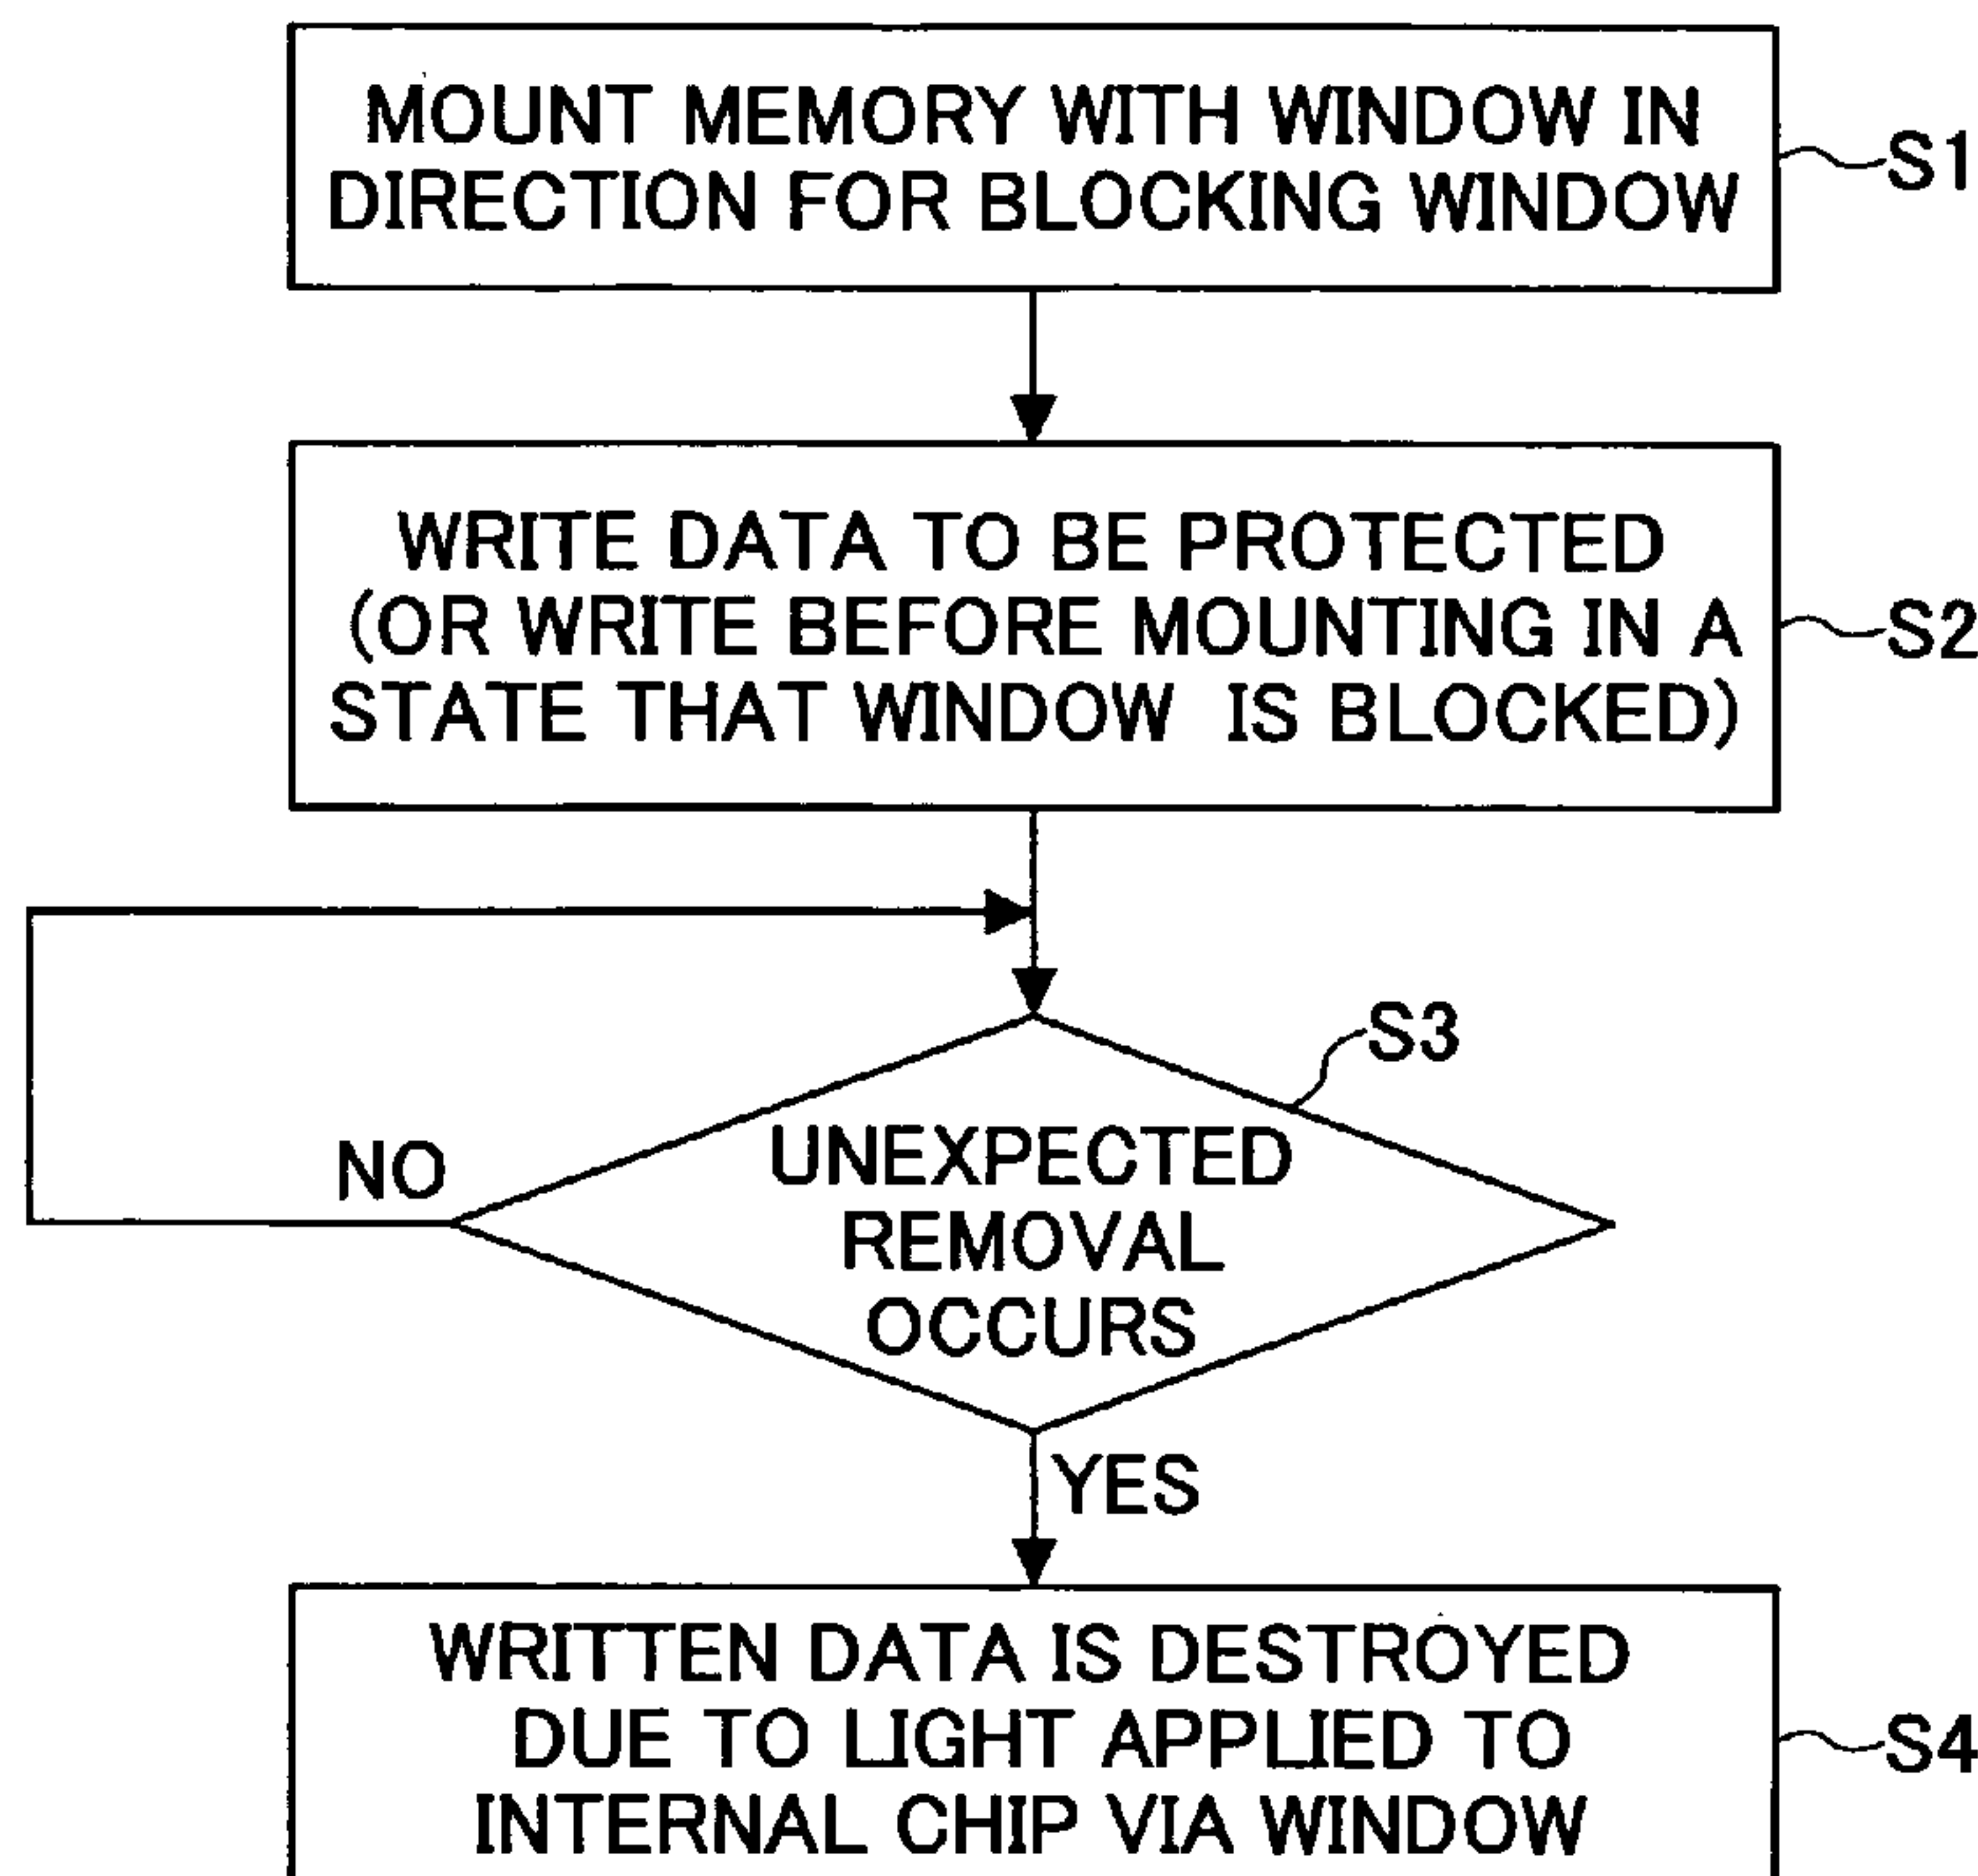 MOUNT MEMORY WITH WINDOW IN
DIRECTION FOR BLOCKING WINDOW
S1
WRITE DATA TO BE PROTECTED
(OR WRITE BEFORE MOUNTING IN A
STATE THAT WINDOW IS BLOCKED)
S2
S3
UNEXPECTED
REMOVAL
OCCURS
NO
YES
WRITTEN DATA IS DESTROYED
DUE TO LIGHT APPLIED TO
INTERNAL CHIP VIA WINDOW
S4